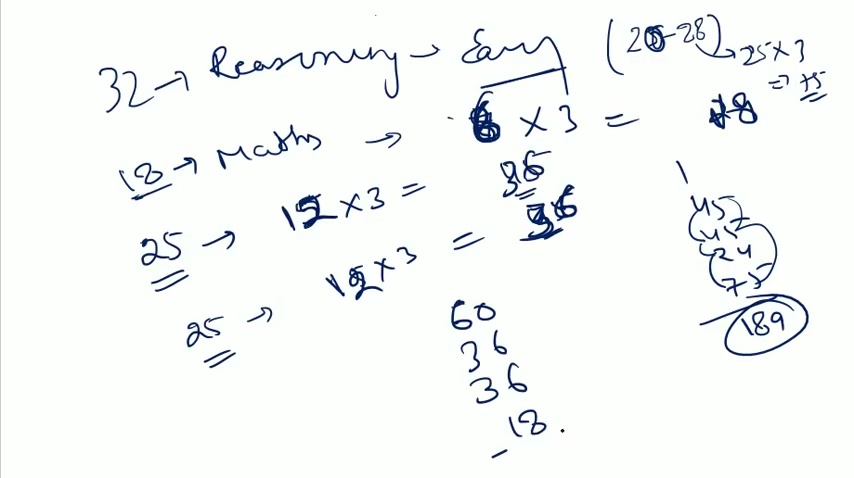 32 → Reasoning → Easy (20-28) → 25 × 3
⇒ 75
18 → Maths → 6 × 3 = 18
25 → 12 × 3 = 36
25 → 12 × 3 = 36
45
45
24
75
189
60
36
36
18